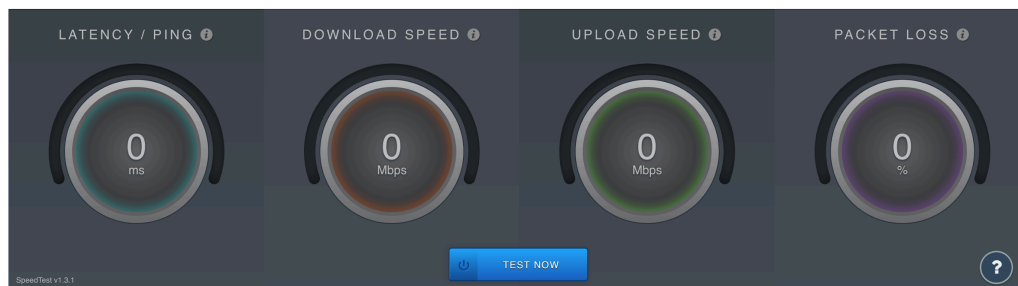 LATENCY / PING i
DOWNLOAD SPEED i
UPLOAD SPEED i
PACKET LOSS i
0
ms
0
Mbps
0
Mbps
0
%
TEST NOW
SpeedTest v1.3.1
?